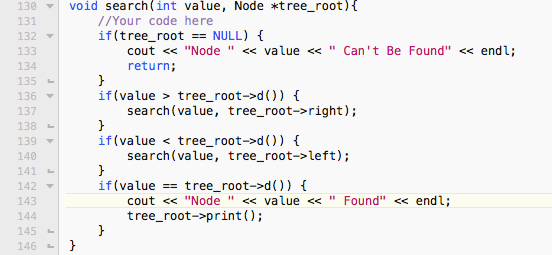 130 void search(int value, Node *tree_root){
131     //Your code here
132     if(tree_root == NULL) {
133         cout << "Node " << value << " Can't Be Found" << endl;
134         return;
135     }
136     if(value > tree_root->d()) {
137         search(value, tree_root->right);
138     }
139     if(value < tree_root->d()) {
140         search(value, tree_root->left);
141     }
142     if(value == tree_root->d()) {
143         cout << "Node " << value << " Found" << endl;
144         tree_root->print();
145     }
146 }